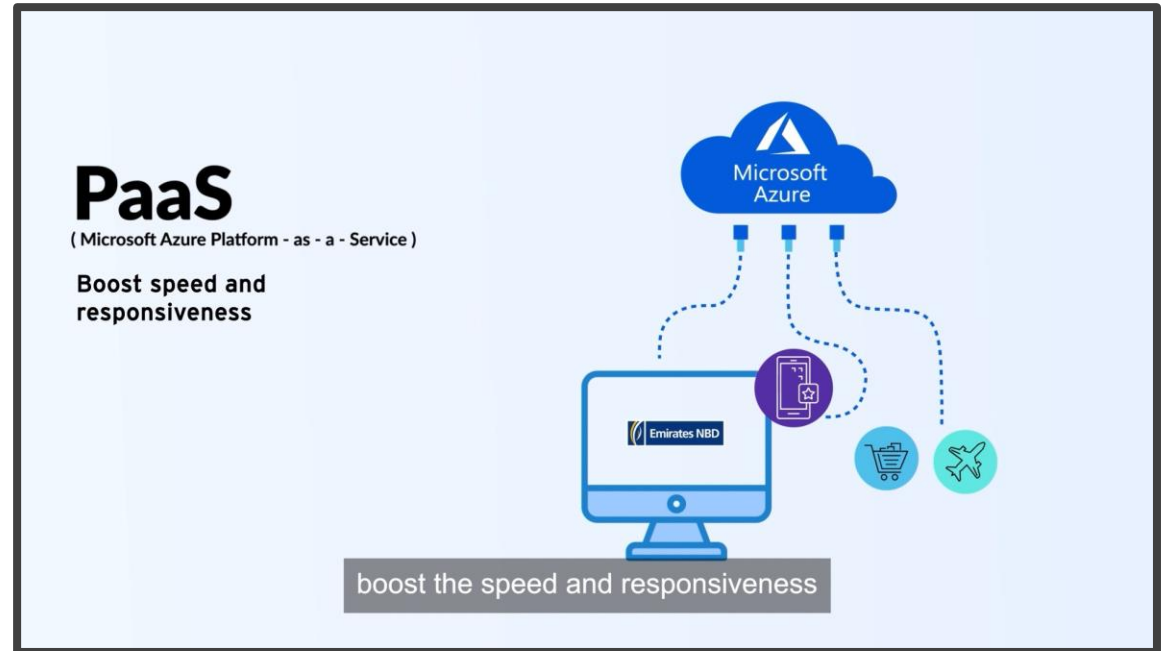 PaaS
( Microsoft Azure Platform - as - a - Service )
Boost speed and
responsiveness
Microsoft
Azure
Emirates NBD
boost the speed and responsiveness